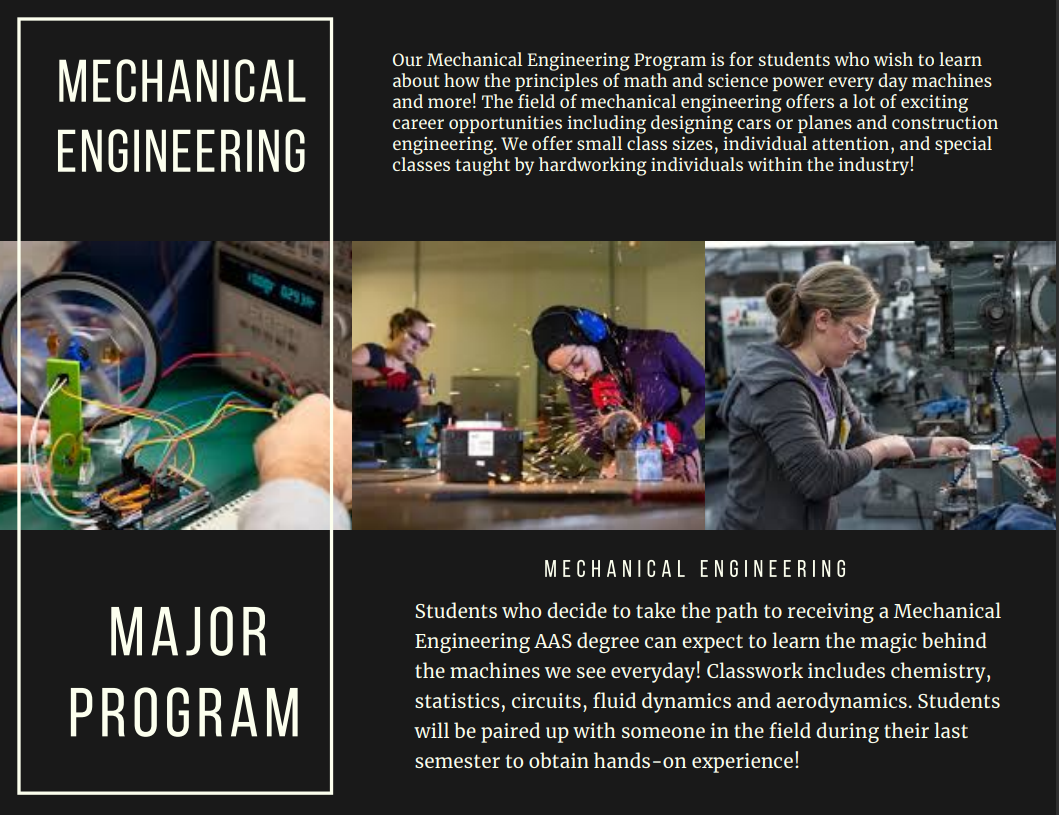 MECHANICAL
ENGINEERING
Our Mechanical Engineering Program is for students who wish to learn
about how the principles of math and science power every day machines
and more! The field of mechanical engineering offers a lot of exciting
career opportunities including designing cars or planes and construction
engineering. We offer small class sizes, individual attention, and special
classes taught by hardworking individuals within the industry!
MAJOR
PROGRAM
MECHANICAL ENGINEERING
Students who decide to take the path to receiving a Mechanical
Engineering AAS degree can expect to learn the magic behind
the machines we see everyday! Classwork includes chemistry,
statistics, circuits, fluid dynamics and aerodynamics. Students
will be paired up with someone in the field during their last
semester to obtain hands-on experience!